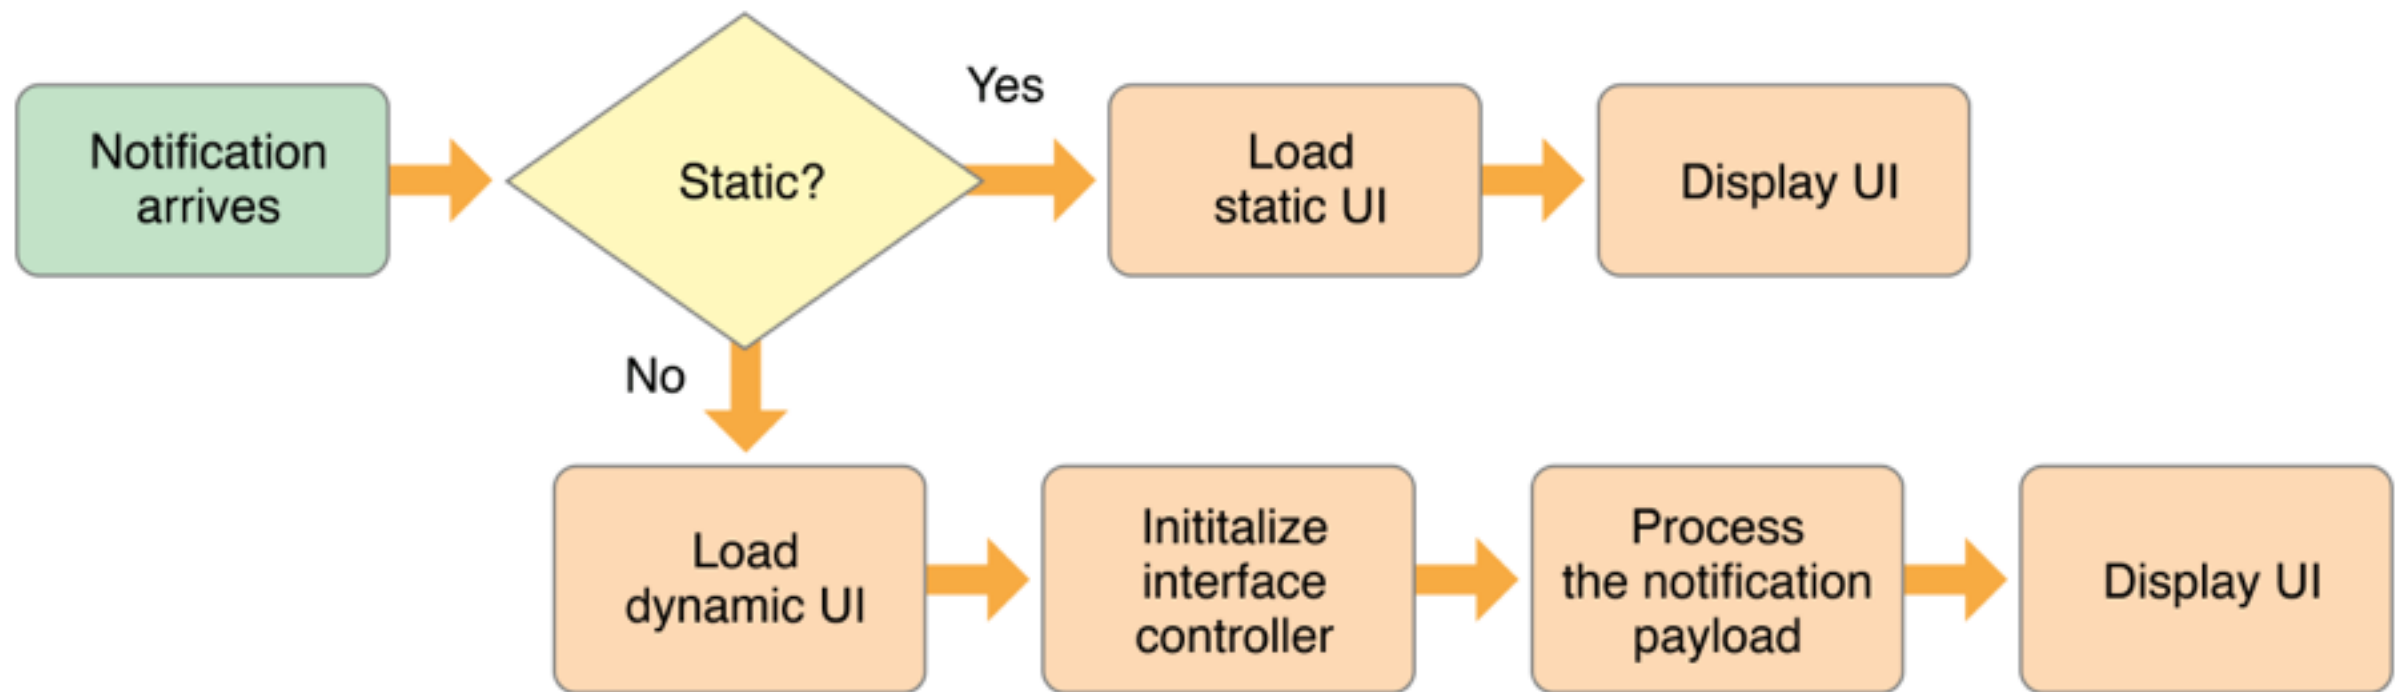 Notification
arrives
Static?
Yes
Load
static UI
Display UI
No
Load
dynamic UI
Inititalize
interface
controller
Process
the notification
payload
Display UI